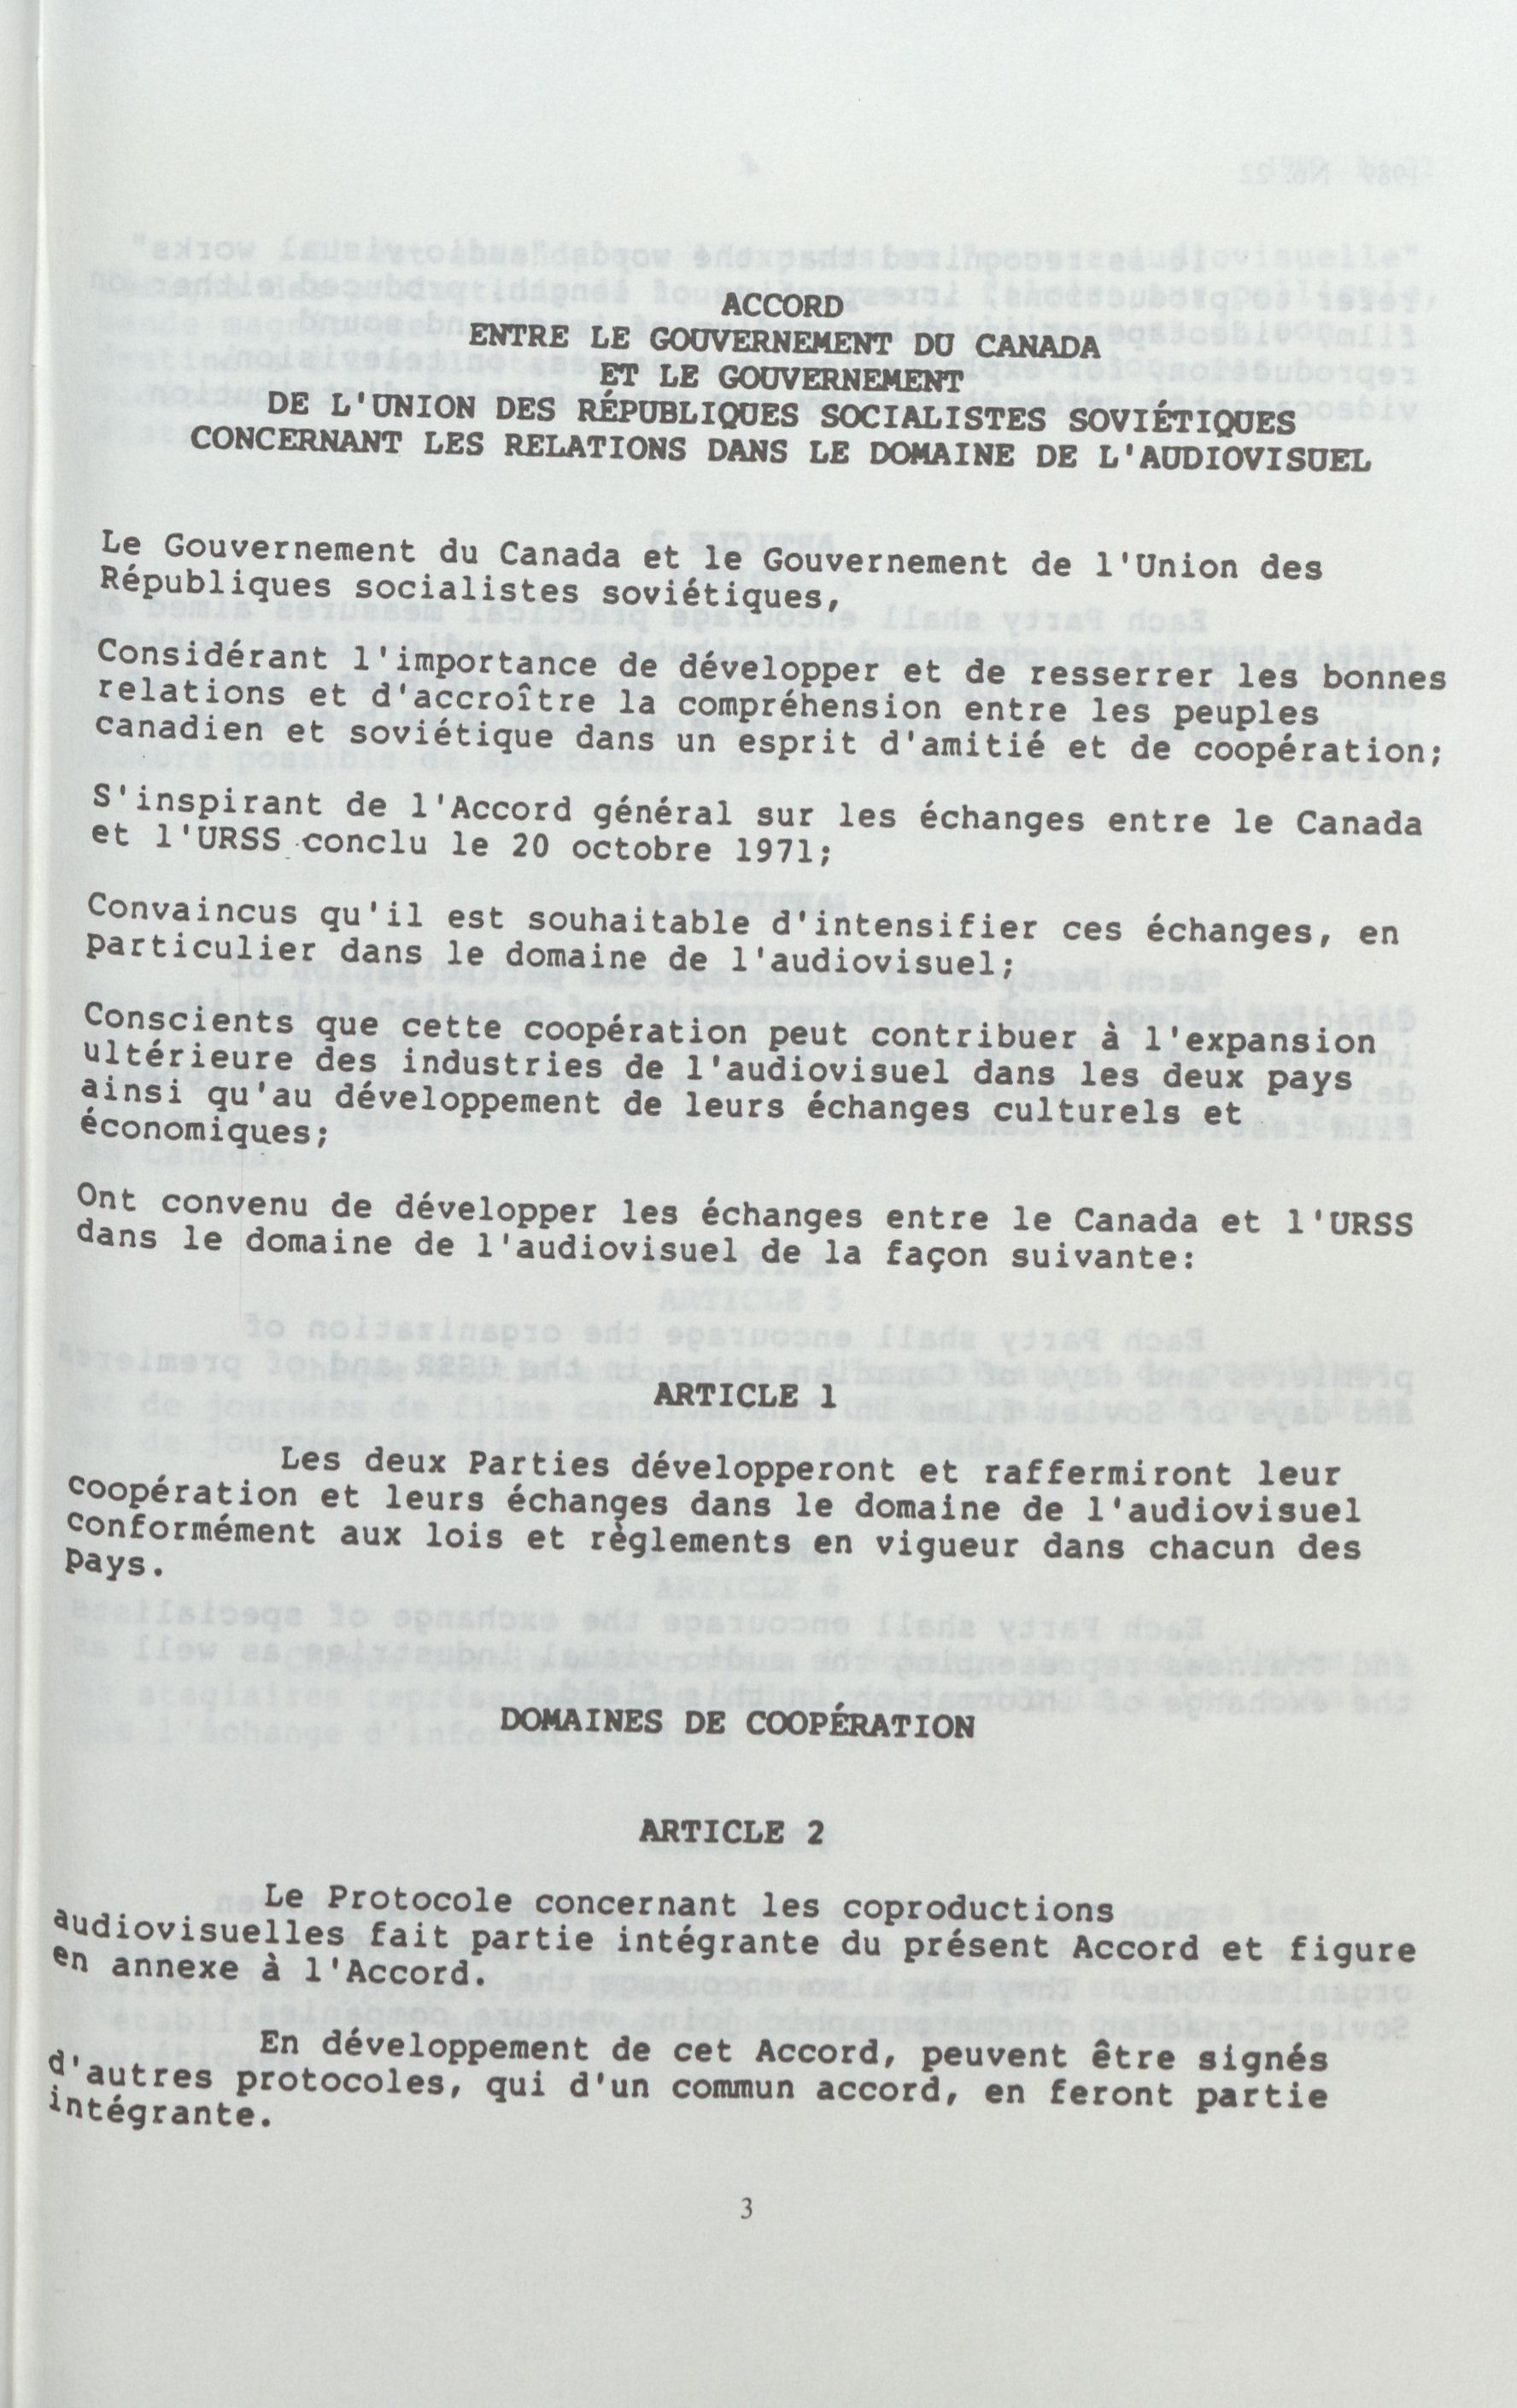 ACCORD
ENTRE LE GOUVERNEMENT DU CANADA
ET LE GOUVERNEMENT
DE L'UNION DES RÉPUBLIQUES SOCIALISTES SOVIÉTIQUES
CONCERNANT LES RELATIONS DANS LE DOMAINE DE L'AUDIOVISUEL
Le Gouvernement du Canada et le Gouvernement de l'Union des
Républiques socialistes soviétiques,
Considérant l'importance de développer et de resserrer les bonnes
relations et d'accroître la compréhension entre les peuples
canadien et soviétique dans un esprit d'amitié et de coopération;
S'inspirant de l'Accord général sur les échanges entre le Canada
et l'URSS conclu le 20 octobre 1971;
Convaincus qu'il est souhaitable d'intensifier ces échanges, en
particulier dans le domaine de l'audiovisuel;
Conscients que cette coopération peut contribuer à l'expansion
ultérieure des industries de l'audiovisuel dans les deux pays
ainsi qu'au développement de leurs échanges culturels et
économiques;
Ont convenu de développer les échanges entre le Canada et l'URSS
dans le domaine de l'audiovisuel de la façon suivante:
ARTICLE 1
Les deux Parties développeront et raffermiront leur
coopération et leurs échanges dans le domaine de l'audiovisuel
conformément aux lois et règlements en vigueur dans chacun des
pays.
DOMAINES DE COOPÉRATION
ARTICLE 2
Le Protocole concernant les coproductions
audiovisuelles fait partie intégrante du présent Accord et figure
en annexe à l'Accord.
En développement de cet Accord, peuvent être signés
d'autres protocoles, qui d'un commun accord, en feront partie
intégrante.
3